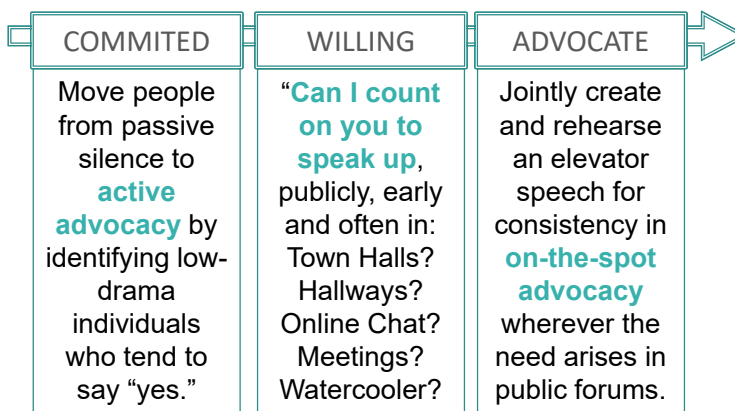 COMMITED
Move people
from passive
silence to
active
advocacy by
identifying low-
drama
individuals
who tend to
say “yes.”
WILLING
“Can I count
on you to
speak up,
publicly, early
and often in:
Town Halls?
Hallways?
Online Chat?
Meetings?
Watercooler?
ADVOCATE
Jointly create
and rehearse
an elevator
speech for
consistency in
on-the-spot
advocacy
wherever the
need arises in
public forums.